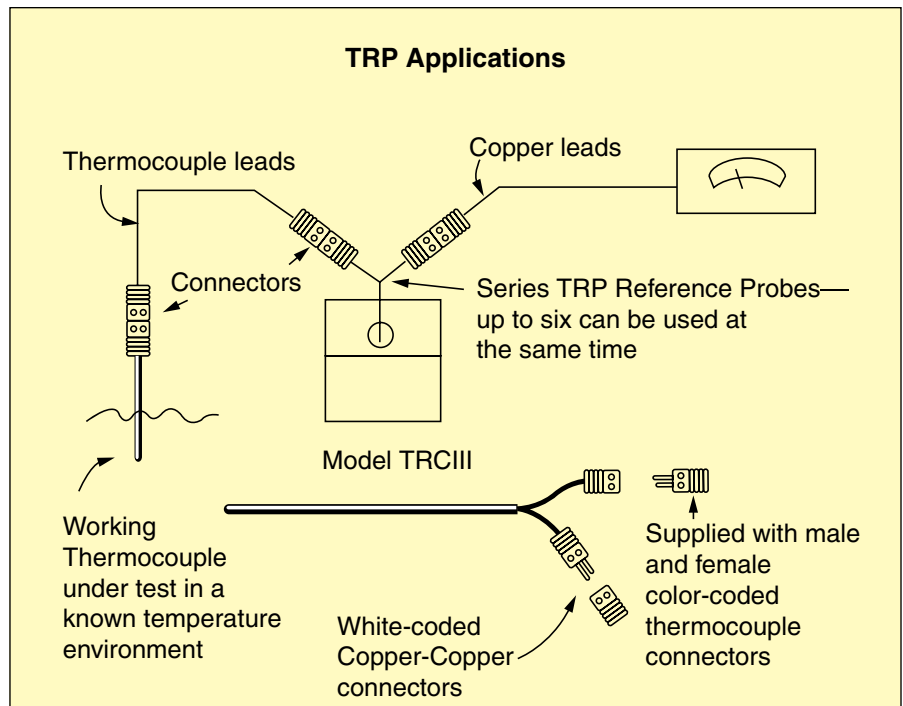 TRP Applications
Thermocouple leads
Copper leads
Connectors
Series TRP Reference Probes—
up to six can be used at
the same time
Model TRCIII
Working
Thermocouple
under test in a
known temperature
environment
White-coded
Copper-Copper
connectors
Supplied with male
and female
color-coded
thermocouple
connectors